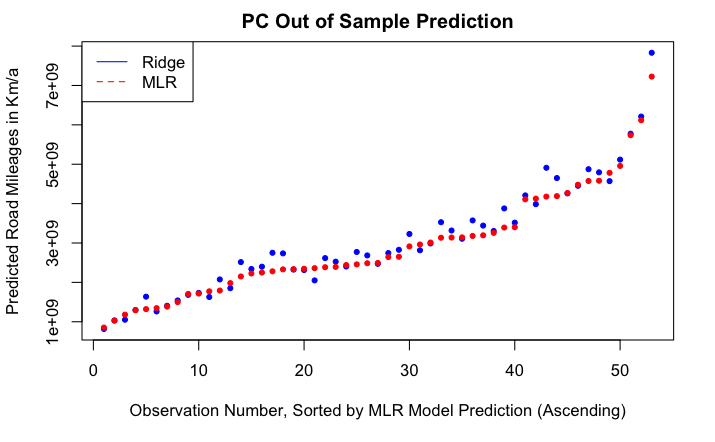 PC Out of Sample Prediction
Ridge
MLR
Predicted Road Mileages in Km/a
7e+09
5e+09
3e+09
1e+09
0 10 20 30 40 50
Observation Number, Sorted by MLR Model Prediction (Ascending)